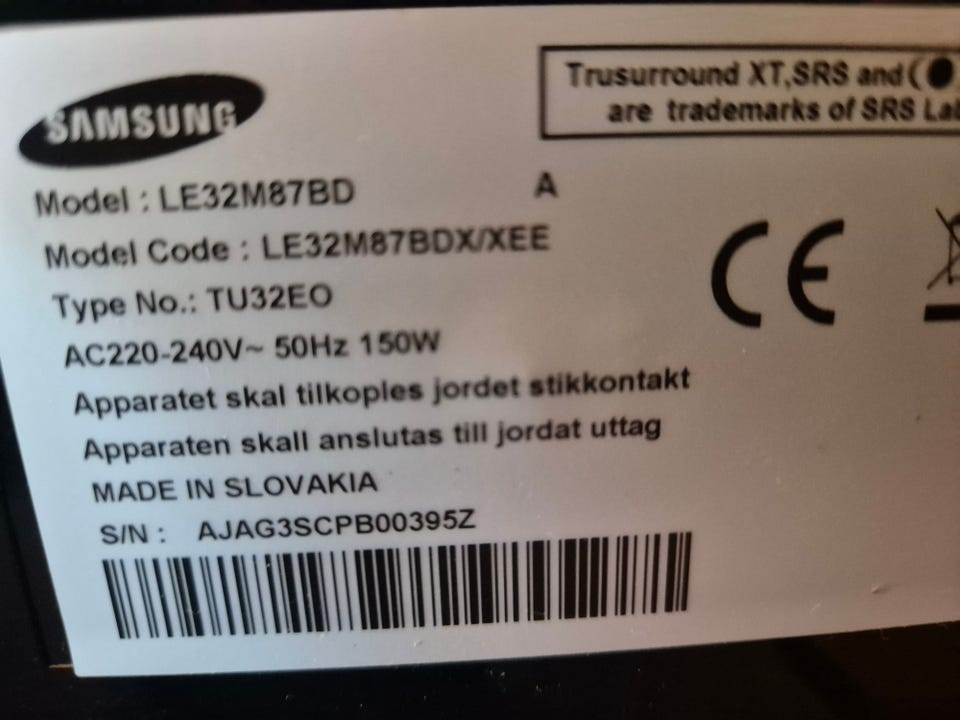 SAMSUNG
Trusurround XT,SRS and (
are trademarks of SRS
Model : LE32M87BD A
Model Code : LE32M87BDX/XEE
Type No.: TU32EO
AC220-240V~ 50Hz 150W
Apparatet skal tilkoples jordet stikkontakt
Apparaten skall anslutas till jordat uttag
MADE IN SLOVAKIA
S/N : AJAG3SCPB00395Z
CE